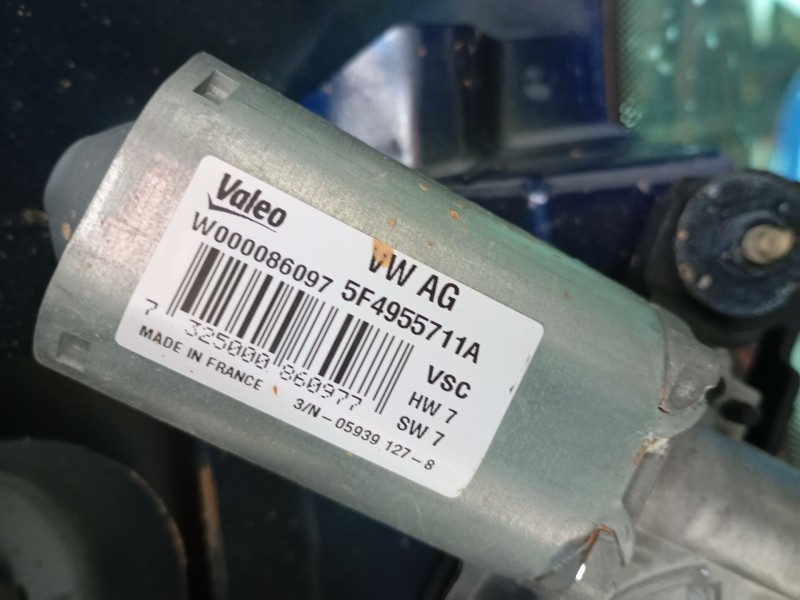 Valeo
VW AG
W000086097 5F4955711A
VSC
HW 7
SW 7
7 325000 860977
MADE IN FRANCE
3/N-05939 127-8